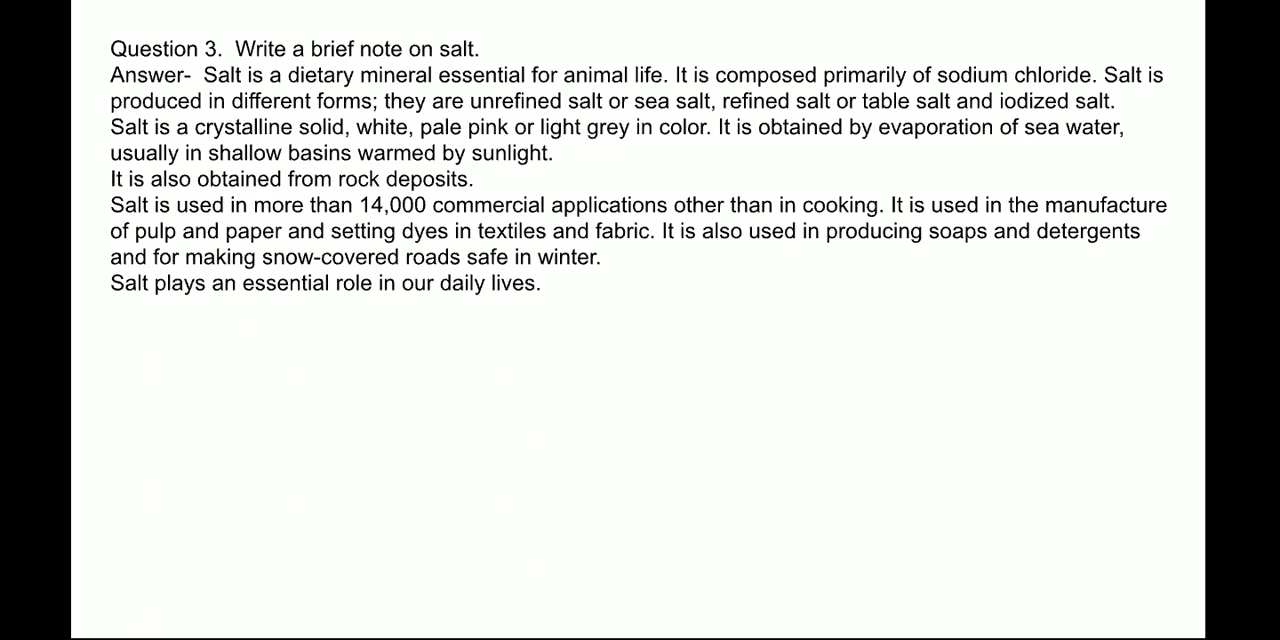 Question 3.  Write a brief note on salt.
Answer-  Salt is a dietary mineral essential for animal life. It is composed primarily of sodium chloride. Salt is
produced in different forms; they are unrefined salt or sea salt, refined salt or table salt and iodized salt.
Salt is a crystalline solid, white, pale pink or light grey in color. It is obtained by evaporation of sea water,
usually in shallow basins warmed by sunlight.
It is also obtained from rock deposits.
Salt is used in more than 14,000 commercial applications other than in cooking. It is used in the manufacture
of pulp and paper and setting dyes in textiles and fabric. It is also used in producing soaps and detergents
and for making snow-covered roads safe in winter.
Salt plays an essential role in our daily lives.